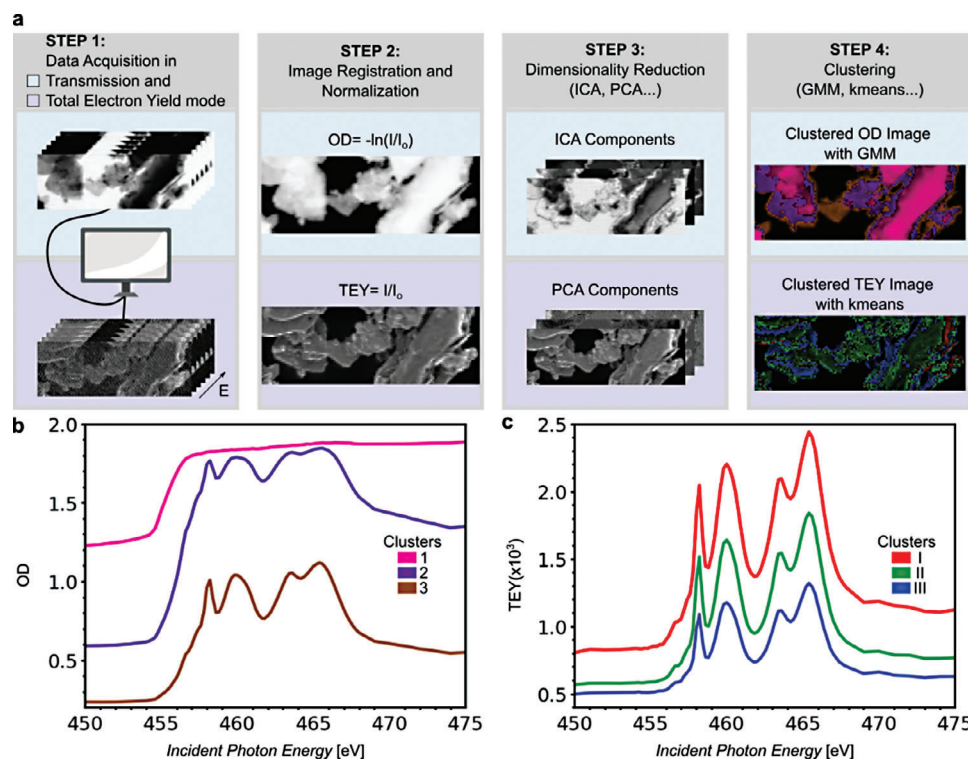 a
STEP 1:
Data Acquisition in
Transmission and
Total Electron Yield mode
STEP 2:
Image Registration and
Normalization
STEP 3:
Dimensionality Reduction
(ICA, PCA...)
STEP 4:
Clustering
(GMM, kmeans...)
OD= -ln(I/Io)
ICA Components
Clustered OD Image
with GMM
E
TEY= I/Io
PCA Components
Clustered TEY Image
with kmeans
b
2.0
1.5
1.0
0.5
OD
Clusters
1
2
3
450 455 460 465 470 475
Incident Photon Energy [eV]
c
2.5
2.0
1.5
1.0
0.5
TEY(x10³)
Clusters
I
II
III
450 455 460 465 470 475
Incident Photon Energy [eV]